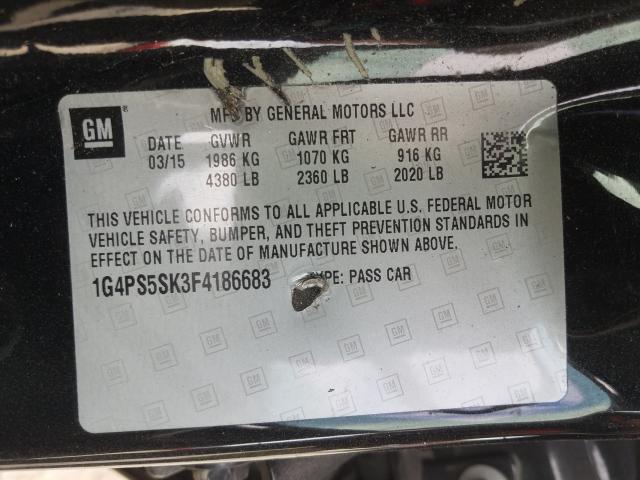 GM
MFD BY GENERAL MOTORS LLC
DATE GVWR GAWR FRT GAWR RR
03/15 1986 KG 1070 KG 916 KG
4380 LB 2360 LB 2020 LB
THIS VEHICLE CONFORMS TO ALL APPLICABLE U.S. FEDERAL MOTOR
VEHICLE SAFETY, BUMPER, AND THEFT PREVENTION STANDARDS IN
EFFECT ON THE DATE OF MANUFACTURE SHOWN ABOVE.
1G4PS5SK3F4186683 TYPE: PASS CAR